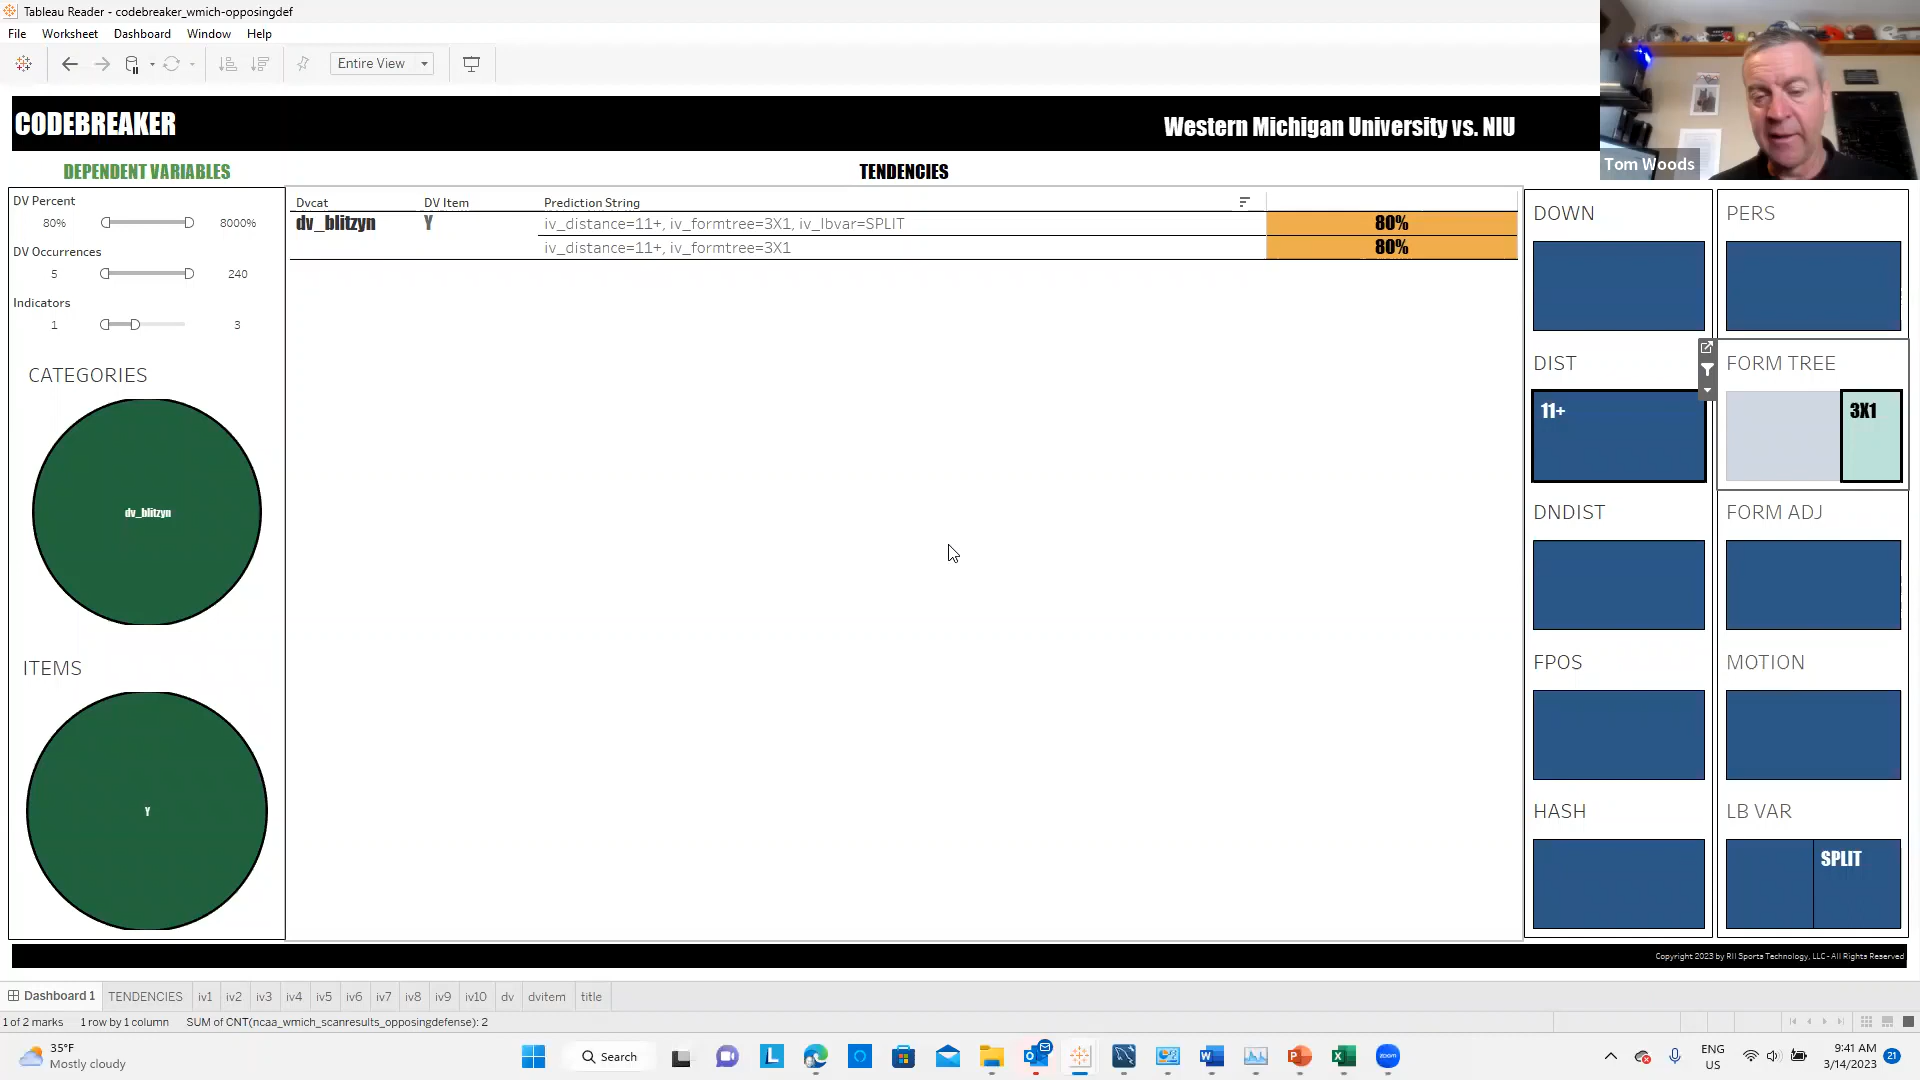 Tableau Reader - codebreaker_wmich-opposingdef
File Worksheet Dashboard Window Help
Entire View
Tom Woods
CODEBREAKER
Western Michigan University vs. NIU
DEPENDENT VARIABLES
TENDENCIES
DV Percent
80% 8000%
DV Occurrences
5 240
Indicators
1 3
CATEGORIES
dv_blitzyn
ITEMS
Y
Dvcat DV Item Prediction String
dv_blitzyn Y iv_distance=11+, iv_formtree=3X1, iv_lbvar=SPLIT 80%
iv_distance=11+, iv_formtree=3X1 80%
DOWN PERS
DIST FORM TREE
11+ 3X1
DNDIST FORM ADJ
FPOS MOTION
HASH LB VAR
SPLIT
Copyright 2023 by RII Sports Technology, LLC - All Rights Reserved
Dashboard 1 TENDENCIES iv1 iv2 iv3 iv4 iv5 iv6 iv7 iv8 iv9 iv10 dv dvitem title
1 of 2 marks 1 row by 1 column SUM of CNT(ncaa_wmich_scanresults_opposingdefense): 2
35°F
Mostly cloudy
Search
L
zoom
ENG
US
9:41 AM
3/14/2023
21